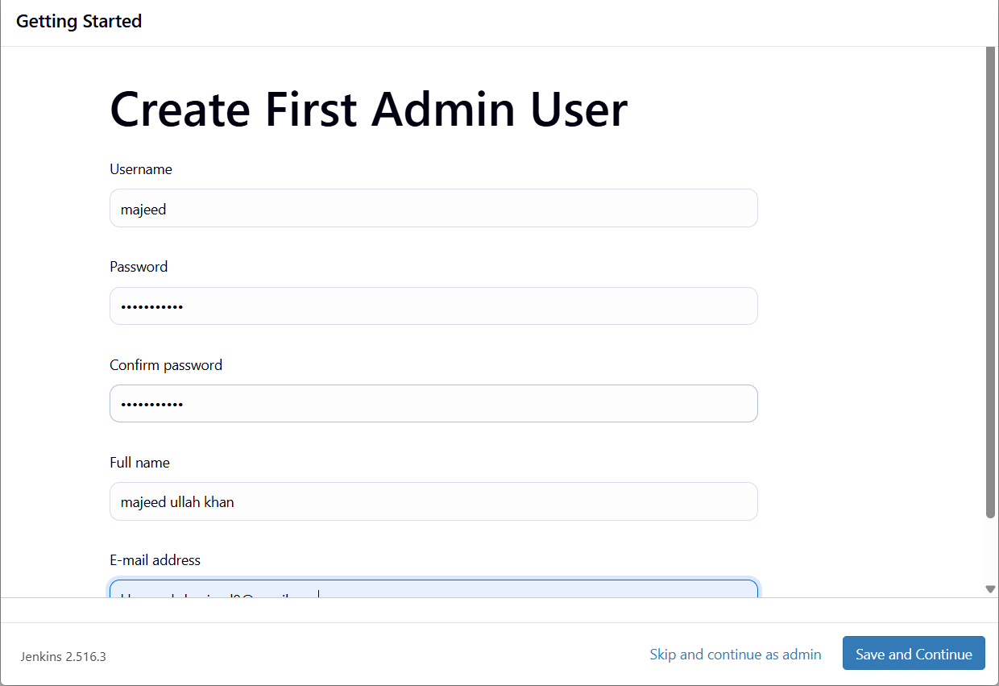 Getting Started
Create First Admin User
Username
majeed
Password
•••••••••••
Confirm password
•••••••••••
Full name
majeed ullah khan
E-mail address
Jenkins 2.516.3
Skip and continue as admin
Save and Continue